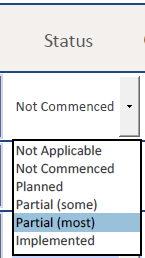 Status
Not Commenced
Not Applicable
Not Commenced
Planned
Partial (some)
Partial (most)
Implemented